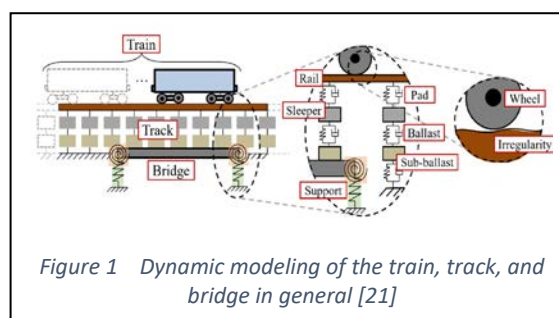 Train
...
Track
Bridge
Rail
Pad
Sleeper
Ballast
Sub-ballast
Support
Wheel
Irregularity
Figure 1 Dynamic modeling of the train, track, and
bridge in general [21]